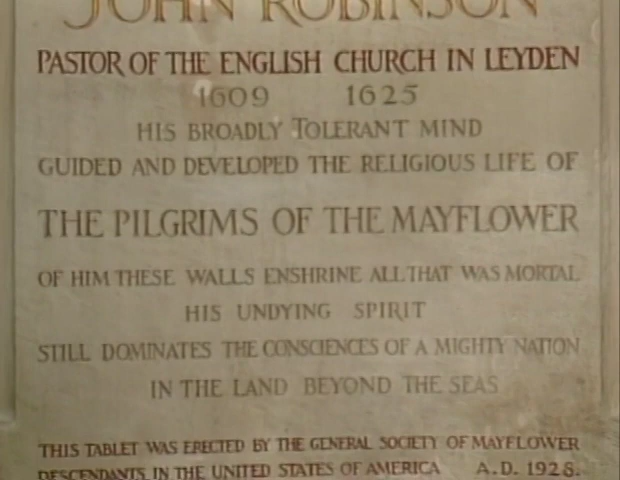 JOHN ROBINSON
PASTOR OF THE ENGLISH CHURCH IN LEYDEN
1609 1625
HIS BROADLY TOLERANT MIND
GUIDED AND DEVELOPED THE RELIGIOUS LIFE OF
THE PILGRIMS OF THE MAYFLOWER
OF HIM THESE WALLS ENSHRINE ALL THAT WAS MORTAL
HIS UNDYING SPIRIT
STILL DOMINATES THE CONSCIENCES OF A MIGHTY NATION
IN THE LAND BEYOND THE SEAS
THIS TABLET WAS ERECTED BY THE GENERAL SOCIETY OF MAYFLOWER
DESCENDANTS IN THE UNITED STATES OF AMERICA A.D. 1928.